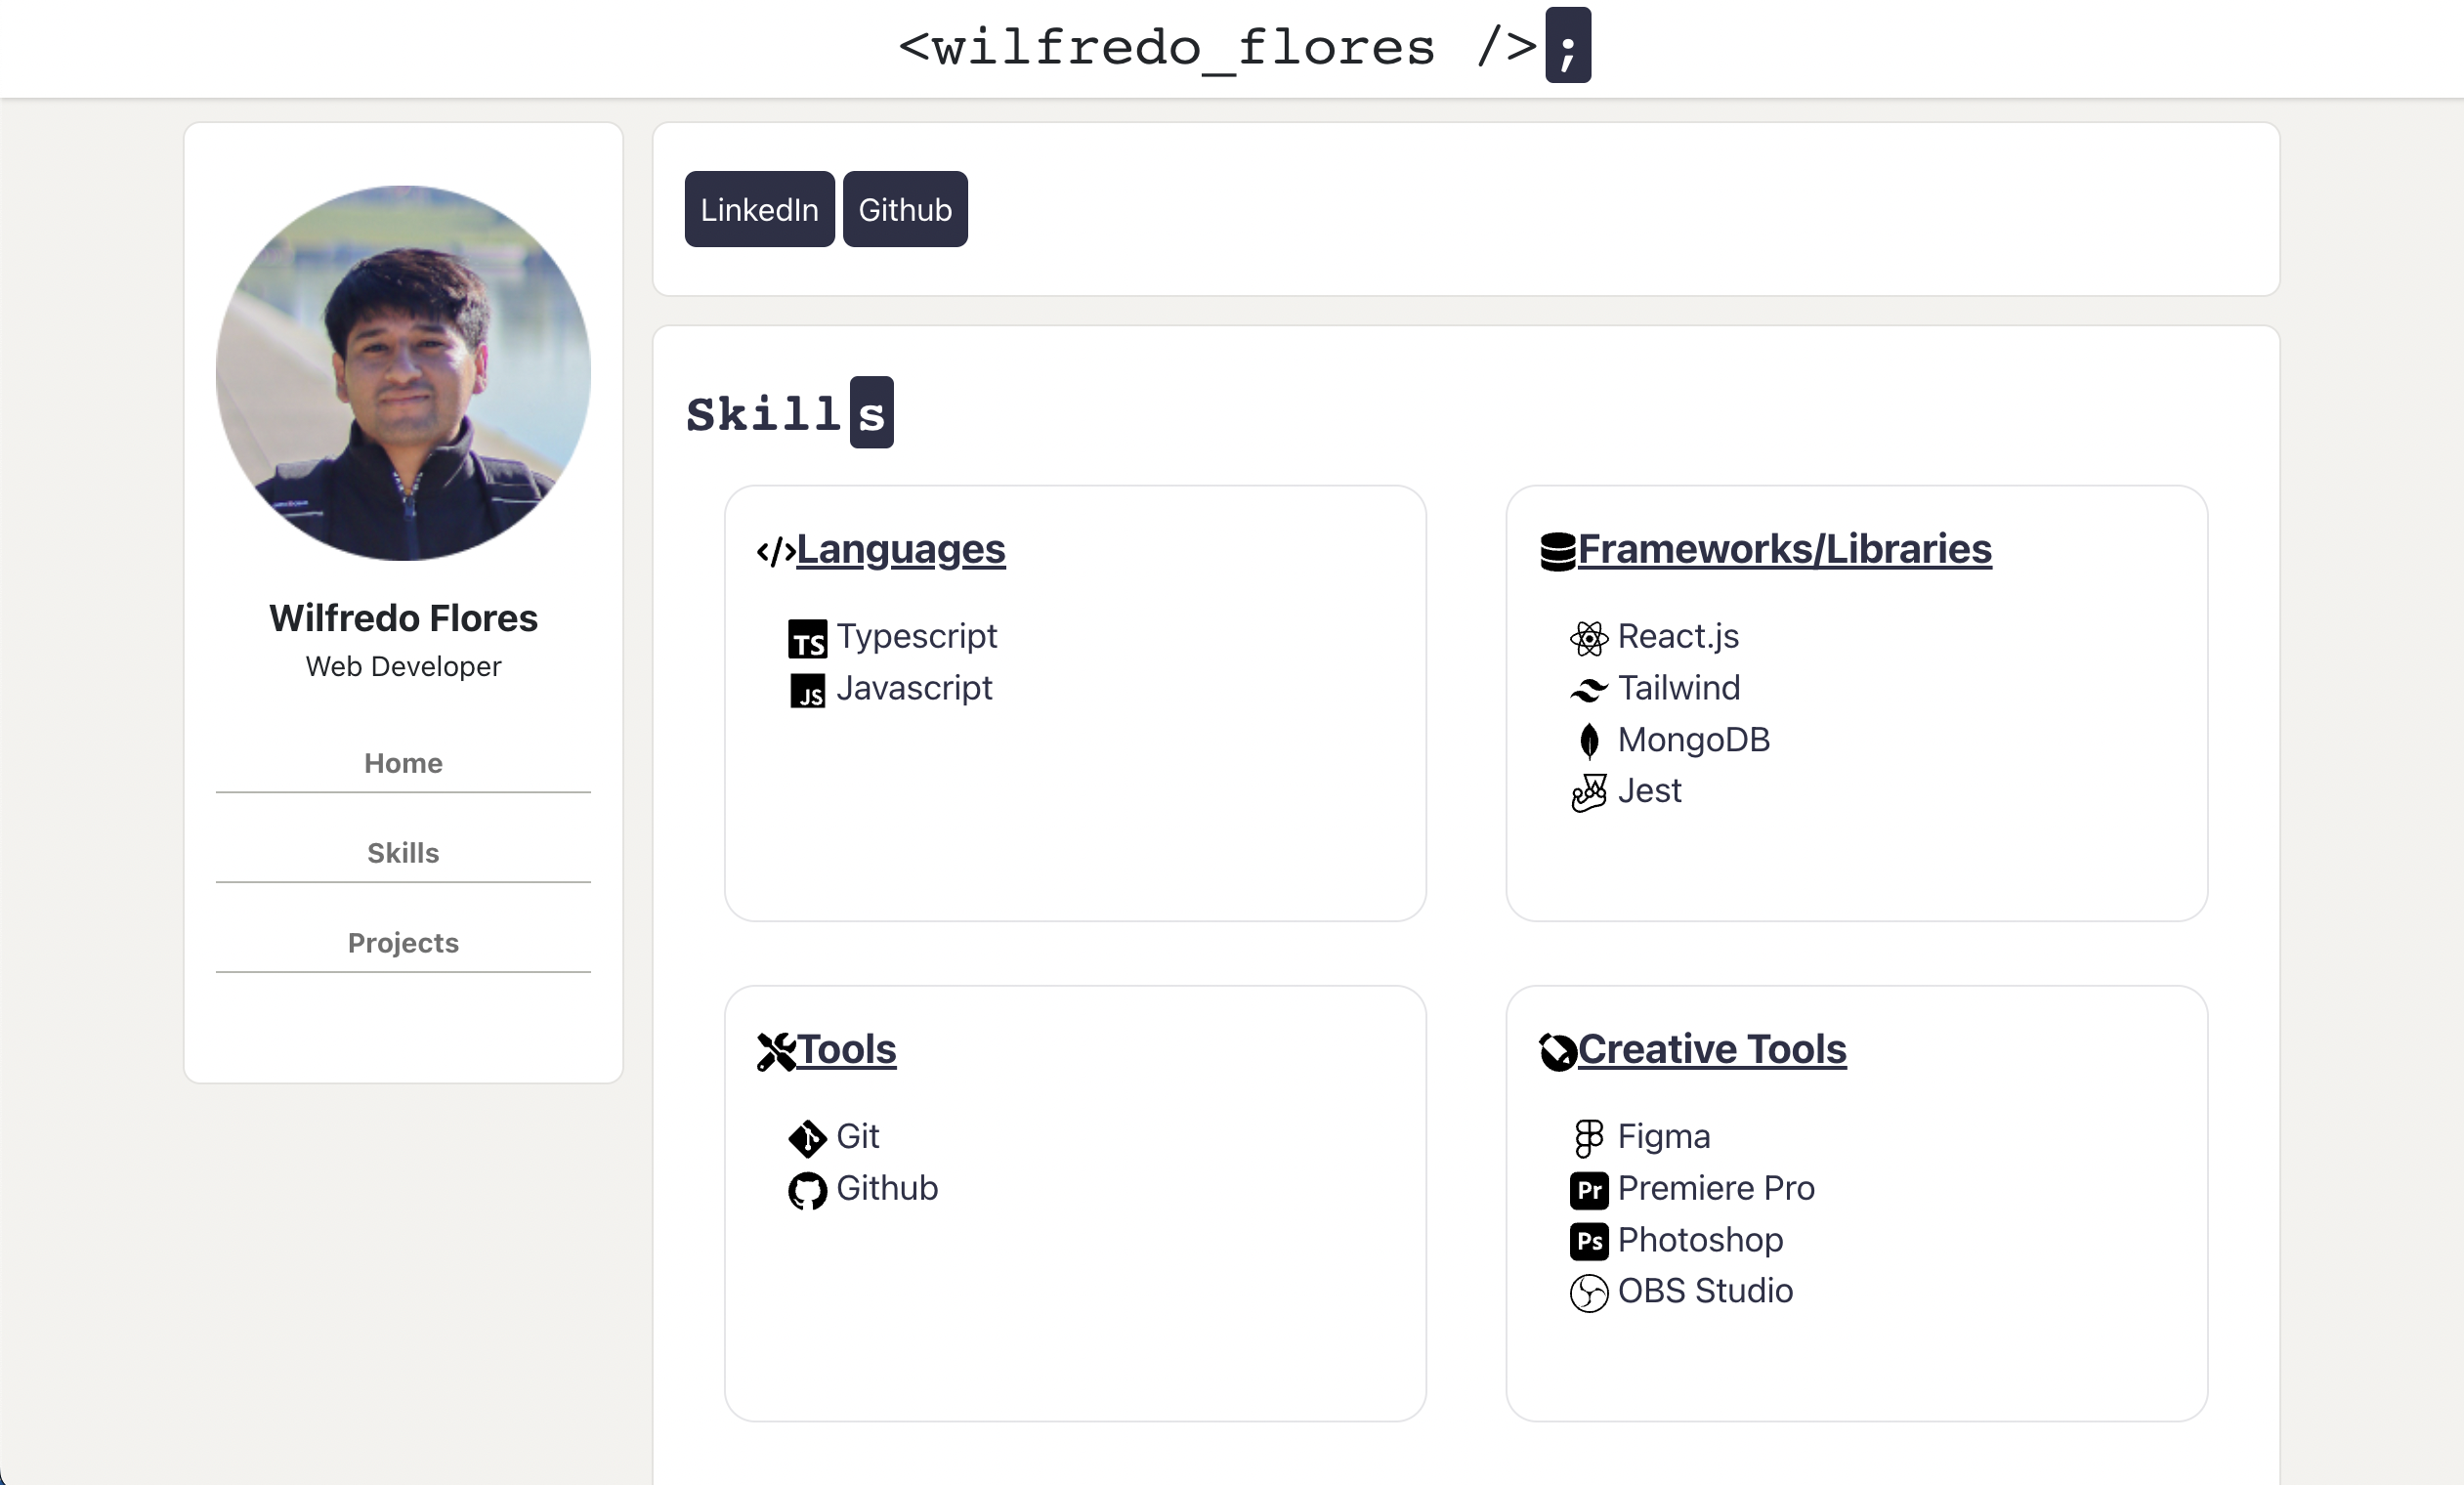 <wilfredo_flores />;
Wilfredo Flores
Web Developer
Home
Skills
Projects
LinkedIn Github
Skills
</>Languages
TS Typescript
JS Javascript
Frameworks/Libraries
React.js
Tailwind
MongoDB
Jest
Tools
Git
Github
Creative Tools
Figma
Pr Premiere Pro
Ps Photoshop
OBS Studio